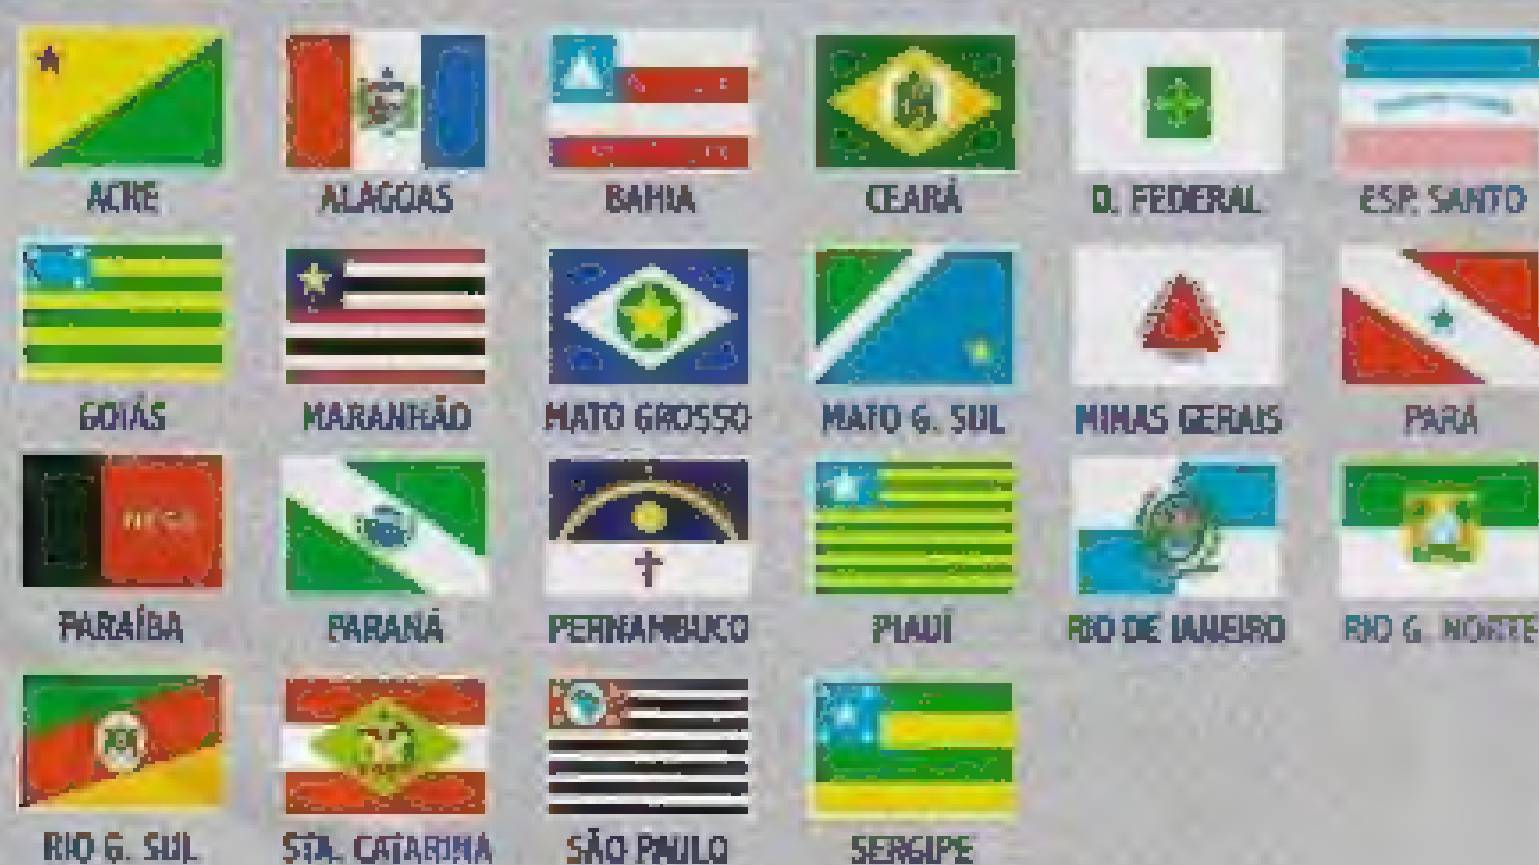 ACRE ALAGOAS BAHIA CEARÁ D. FEDERAL ESP. SANTO
GOIÁS MARANHÃO MATO GROSSO MATO G. SUL MINAS GERAIS PARÁ
NEGO
PARAÍBA PARANÁ PERNAMBUCO PIAUÍ RIO DE JANEIRO RIO G. NORTE
RIO G. SUL STA. CATARINA SÃO PAULO SERGIPE